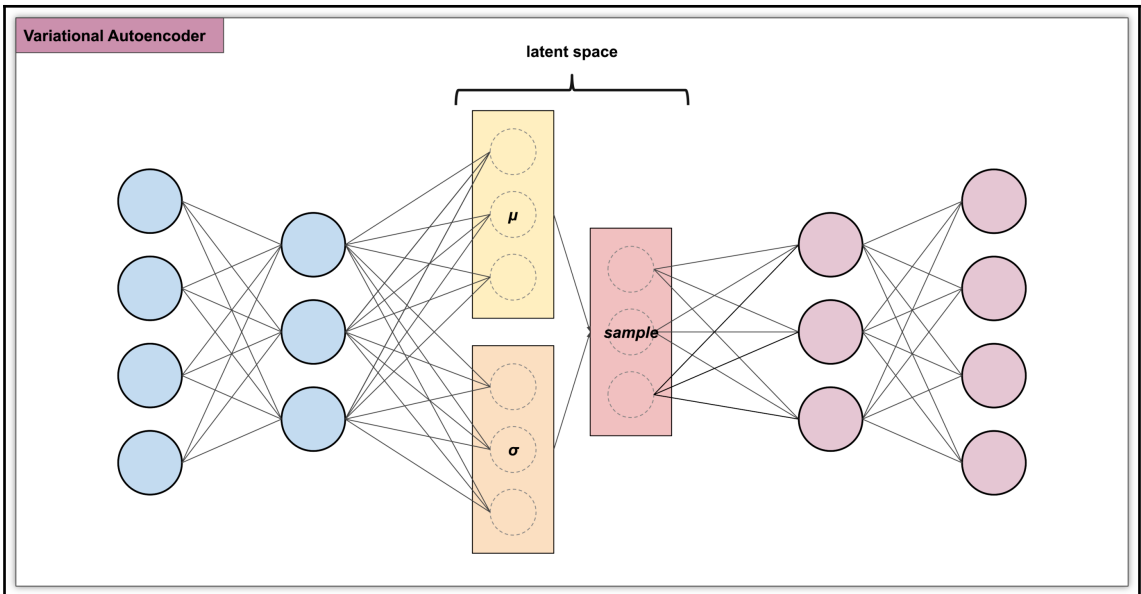 Variational Autoencoder
latent space
μ
sample
σ